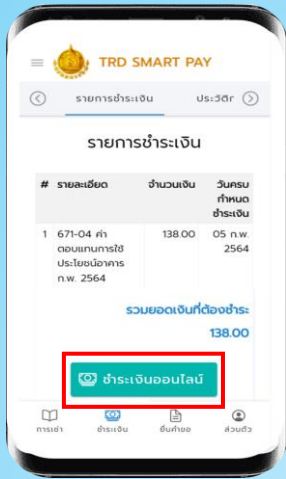 TRD SMART PAY
รายการชำระเงิน ประวัติก
รายการชำระเงิน
# รายละเอียด จำนวนเงิน วันครบ
กำหนด
ชำระเงิน
1 671-04 ค่า 138.00 05 ก.พ.
ตอบแทนการใช้ 2564
ประโยชน์อาคาร
ก.พ. 2564
รวมยอดเงินที่ต้องชำระ
138.00
ชำระเงินออนไลน์
การเช่า ชำระเงิน ยื่นคำขอ ส่วนตัว